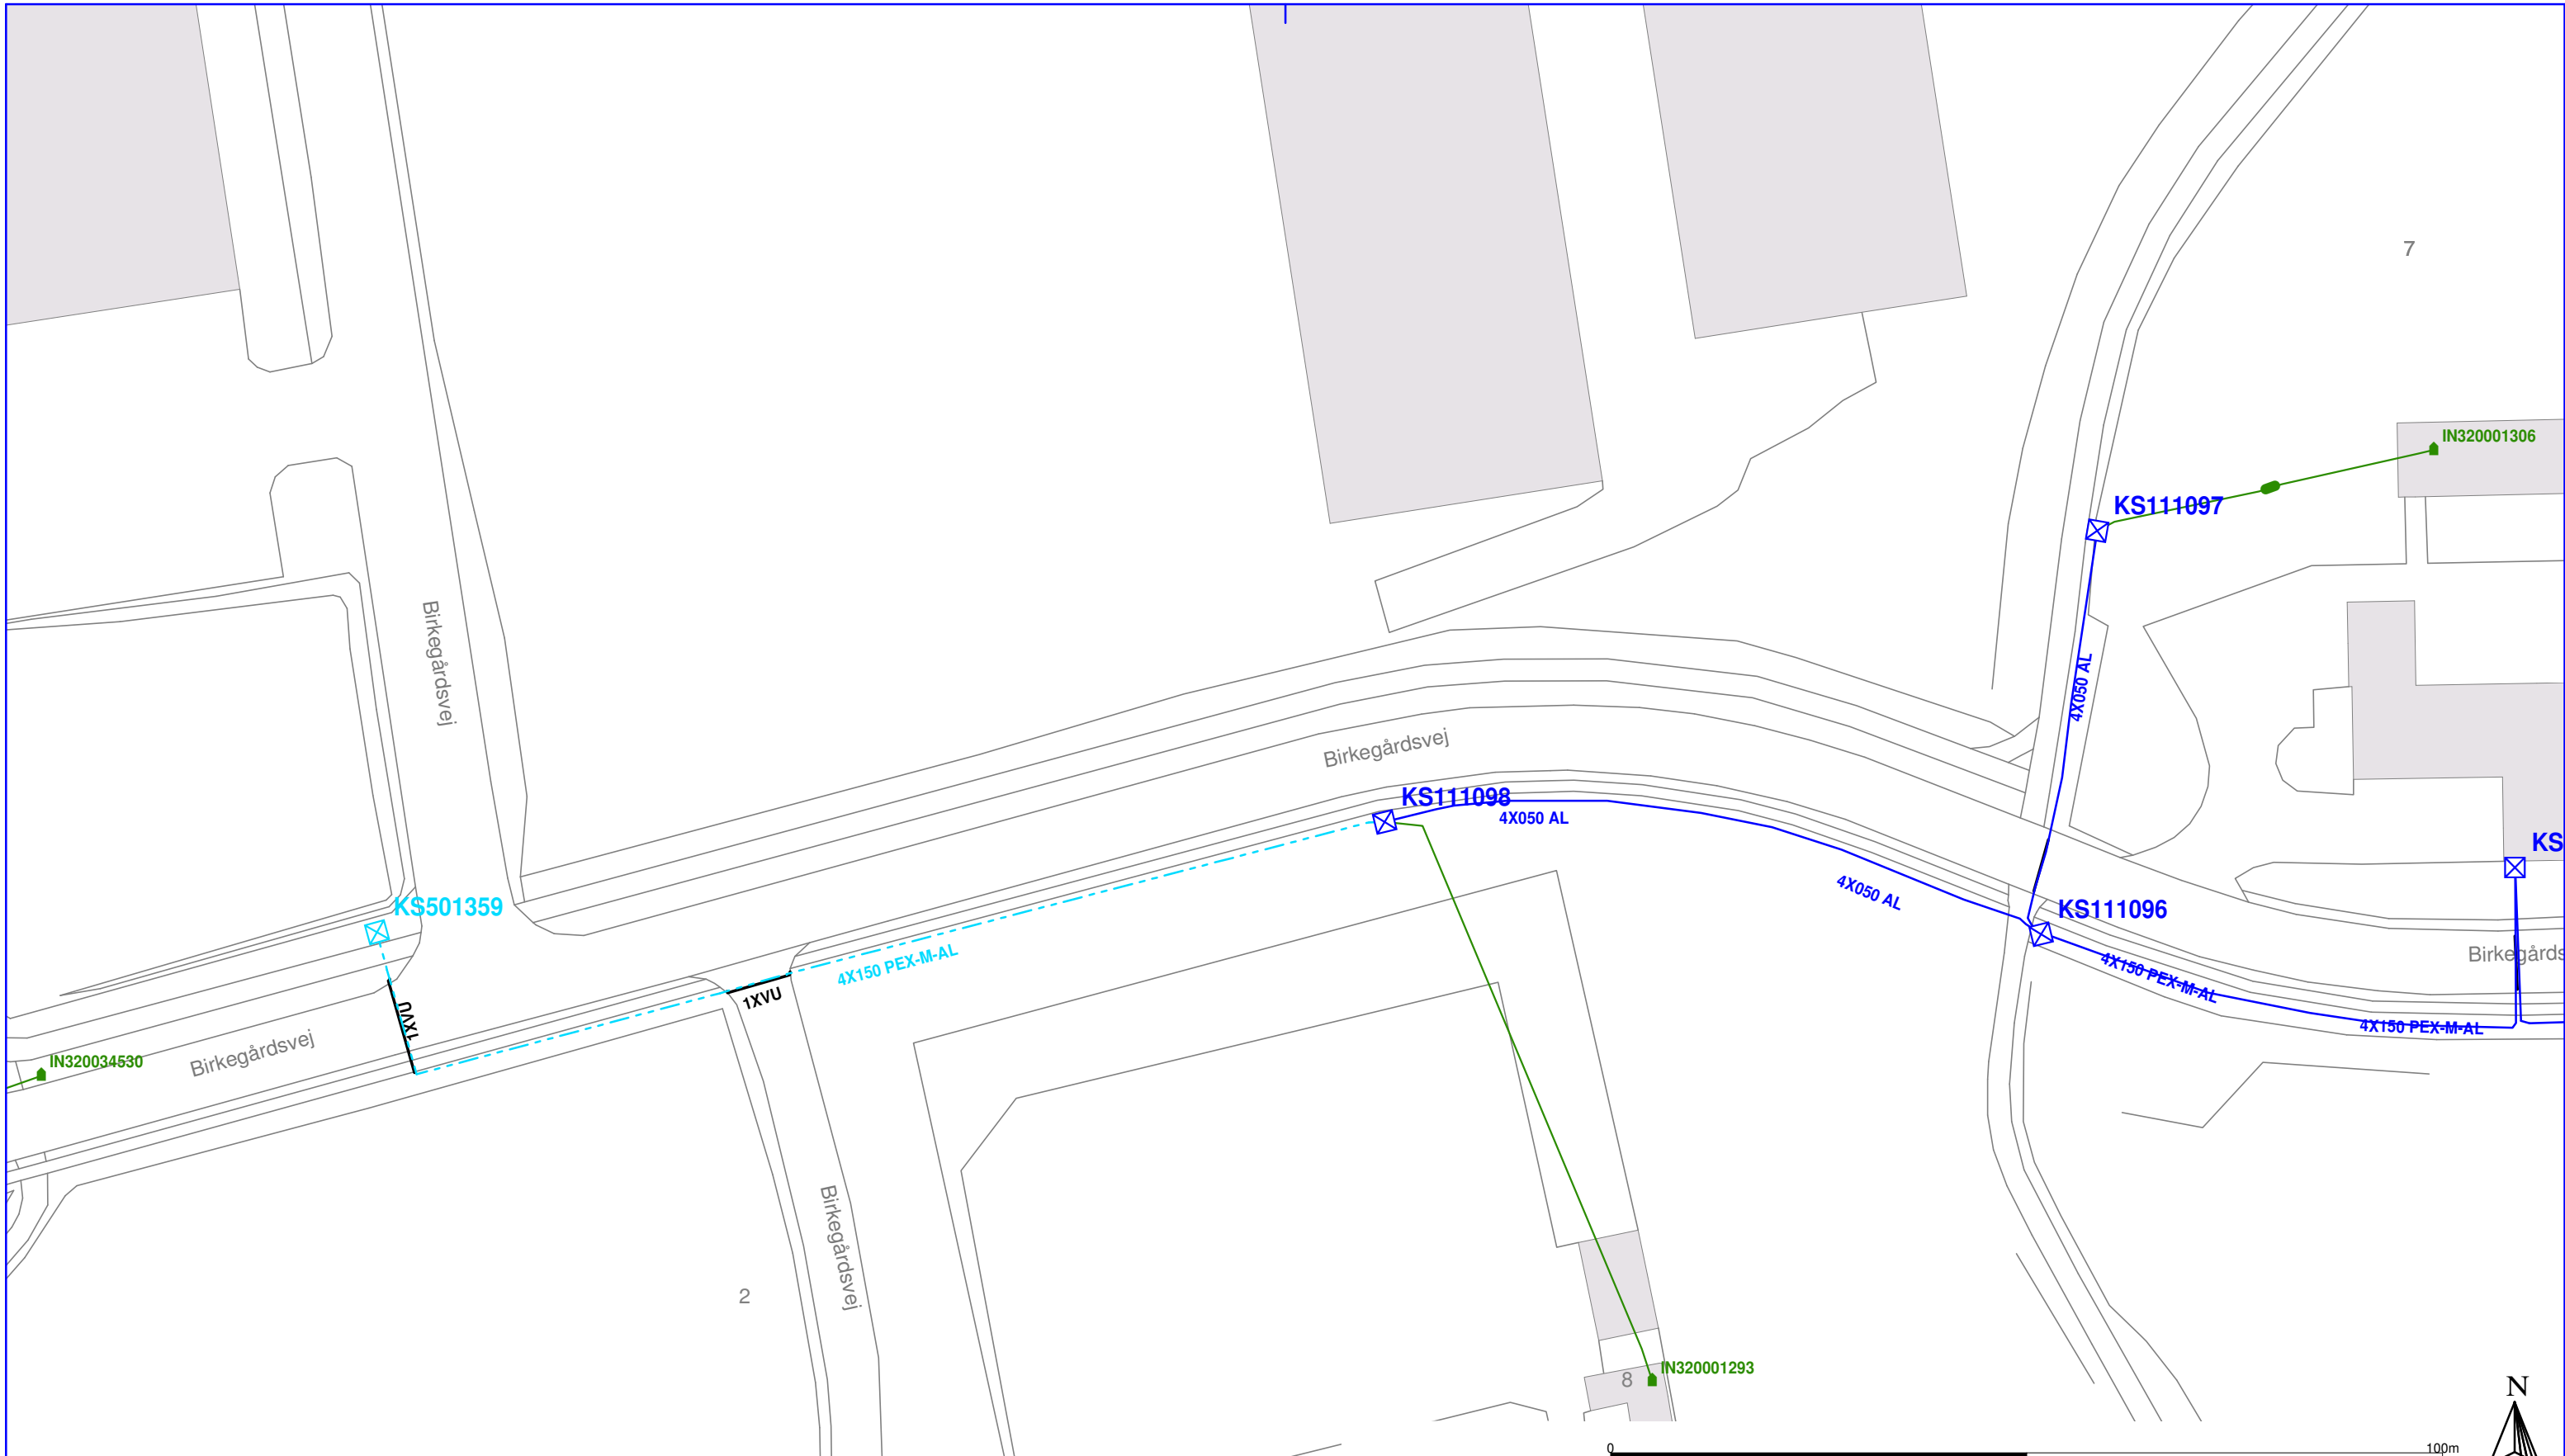 7
IN320001306
KS111097
Birkegårdsvej
4X050 AL
Birkegårdsvej
KS111098
4X050 AL
KS
4X050 AL
KS501359
KS111096
4X150 PEX-M-AL
Birkegårds
4X150 PEX-M-AL
1XVU
1XVU
4X150 PEX-M-AL
Birkegårdsvej
IN320034530
Birkegårdsvej
2
IN320001293
8
N
0
100m